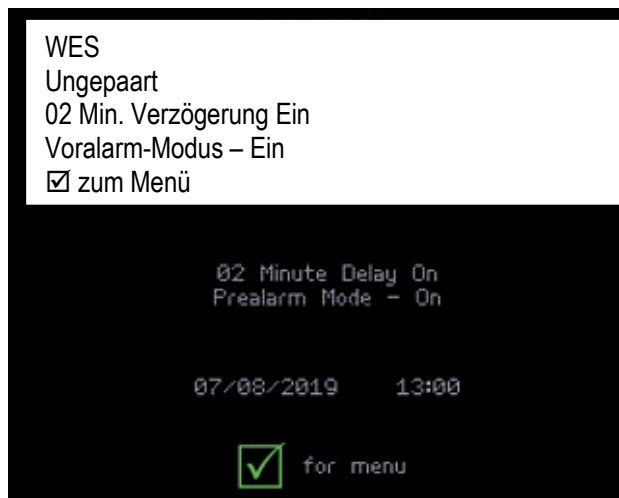 WES
Ungepaart
02 Min. Verzögerung Ein
Voralarm-Modus – Ein
☑ zum Menü
02 Minute Delay On
Prealarm Mode - On
07/08/2019 13:00
☑ for menu